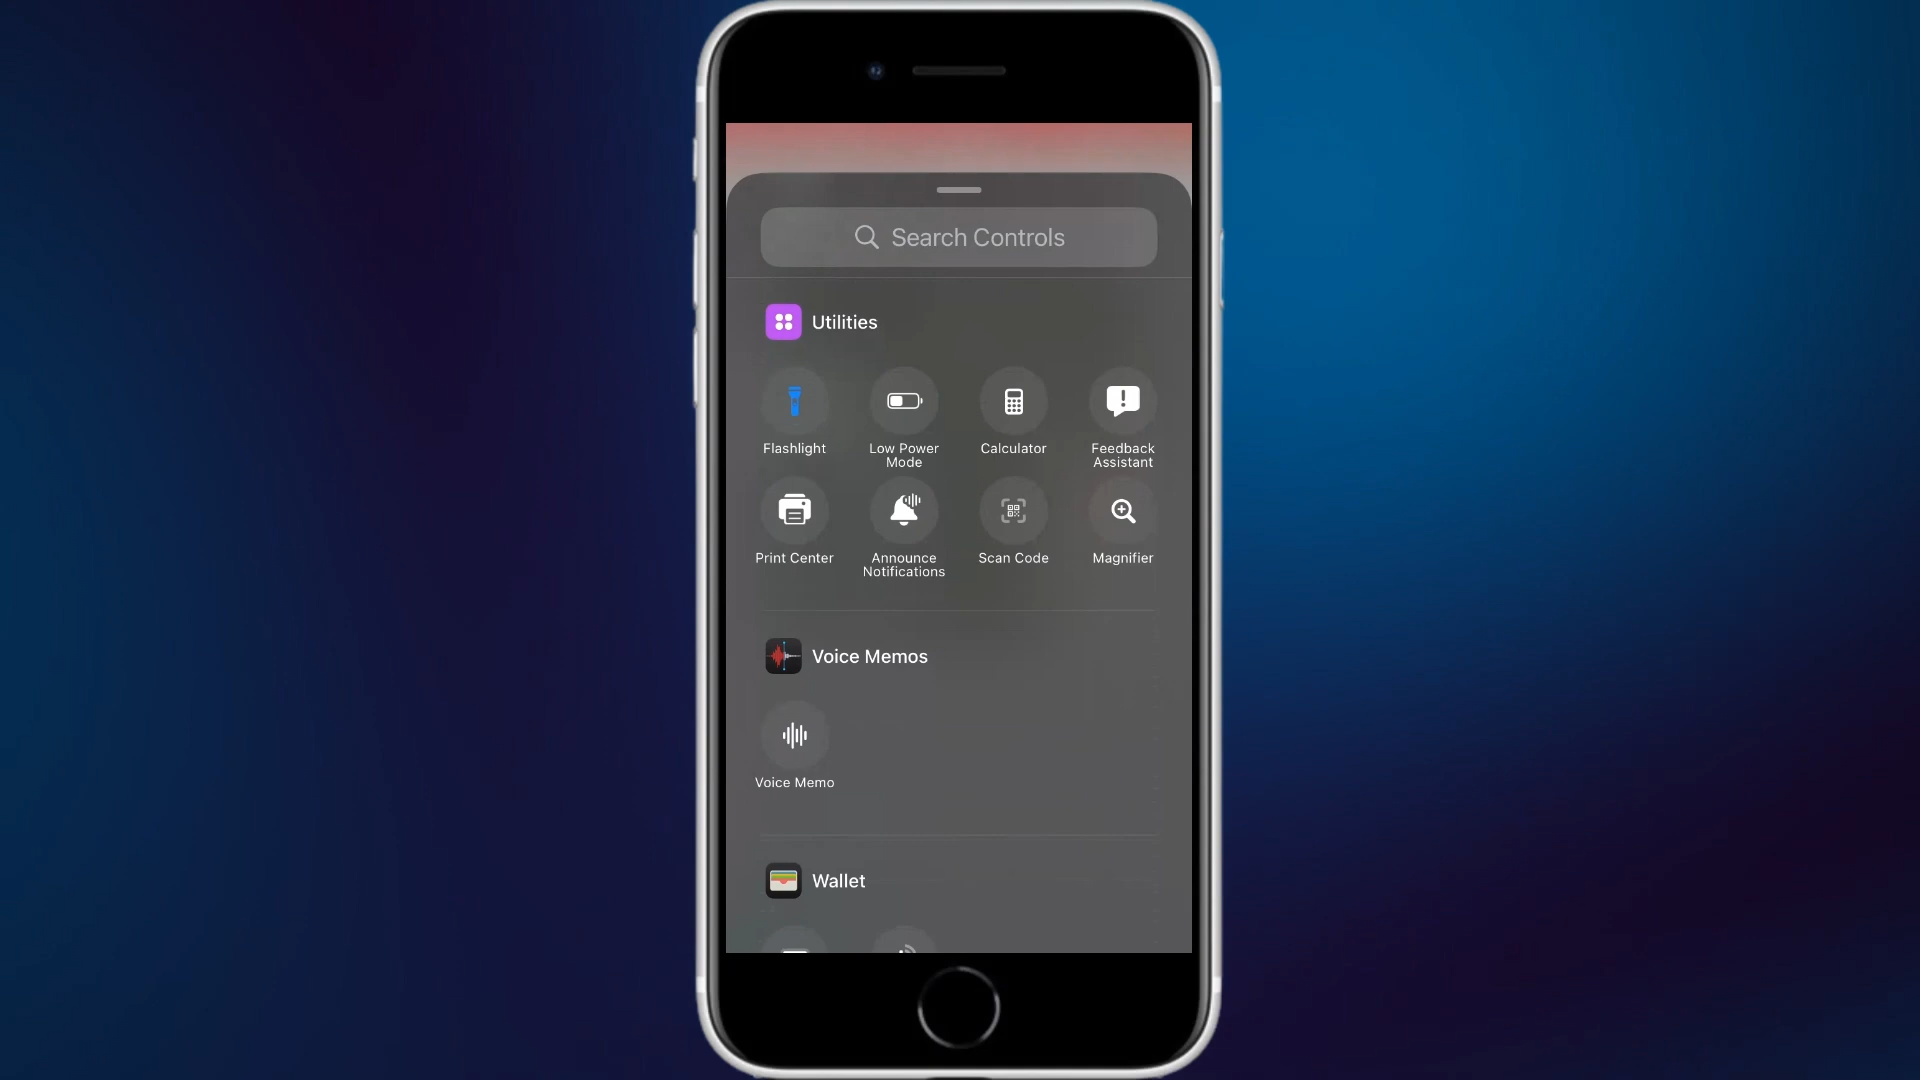 Search Controls
Utilities
Flashlight
Low Power
Mode
Calculator
Feedback
Assistant
Print Center
Announce
Notifications
Scan Code
Magnifier
Voice Memos
Voice Memo
Wallet